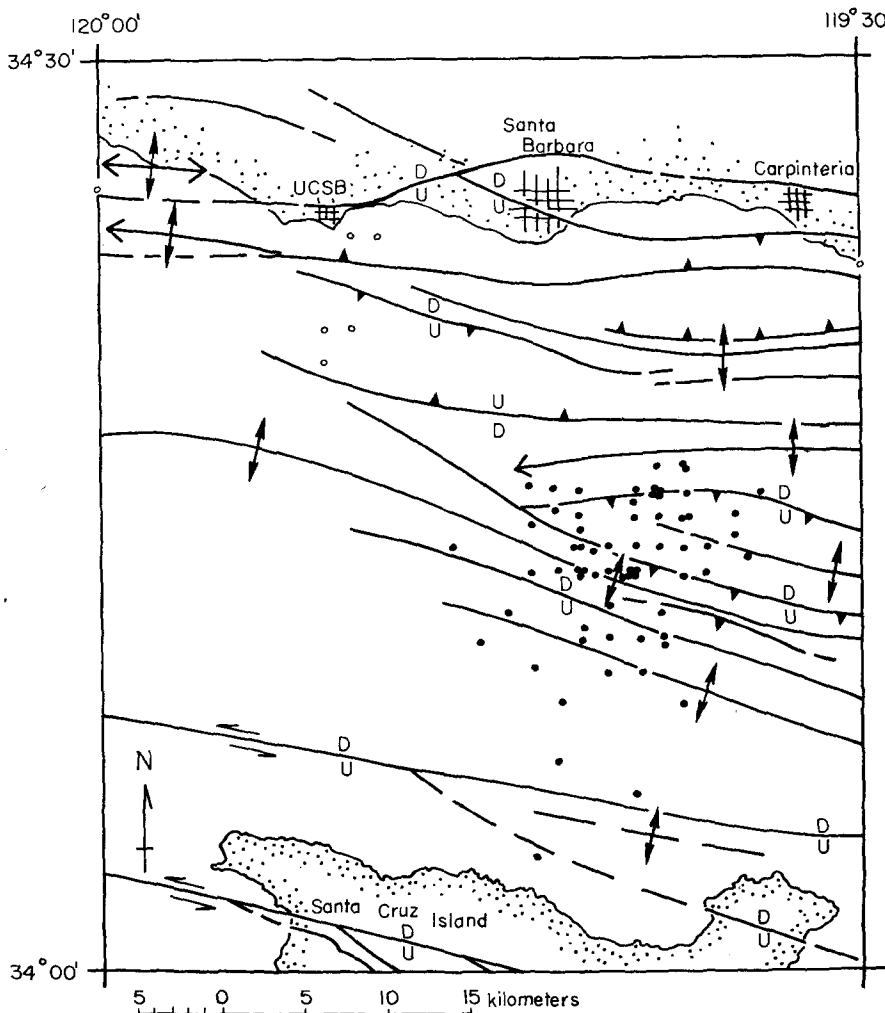 120°00'
119°30
34°30'
Santa
Barbara
Carpinteria
UCSB
D
U
D
U
D
U
U
D
D
U
D
U
D
U
D
U
D
U
N
Santa Cruz Island
D
U
D
U
34°00'
5 0 5 10 15 kilometers